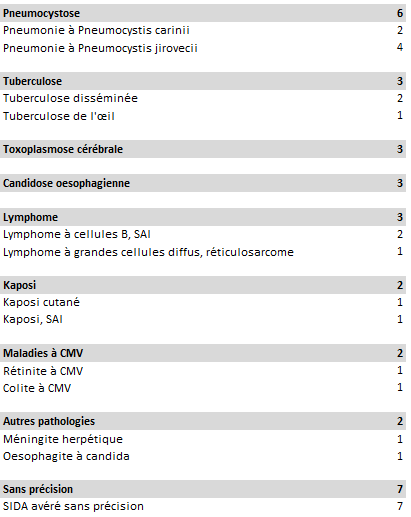 Pneumocystose 6
Pneumonie à Pneumocystis carinii 2
Pneumonie à Pneumocystis jirovecii 4
Tuberculose 3
Tuberculose disséminée 2
Tuberculose de l'œil 1
Toxoplasmose cérébrale 3
Candidose oesophagienne 3
Lymphome 3
Lymphome à cellules B, SAI 2
Lymphome à grandes cellules diffus, réticulosarcome 1
Kaposi 2
Kaposi cutané 1
Kaposi, SAI 1
Maladies à CMV 2
Rétinite à CMV 1
Colite à CMV 1
Autres pathologies 2
Méningite herpétique 1
Oesophagite à candida 1
Sans précision 7
SIDA avéré sans précision 7